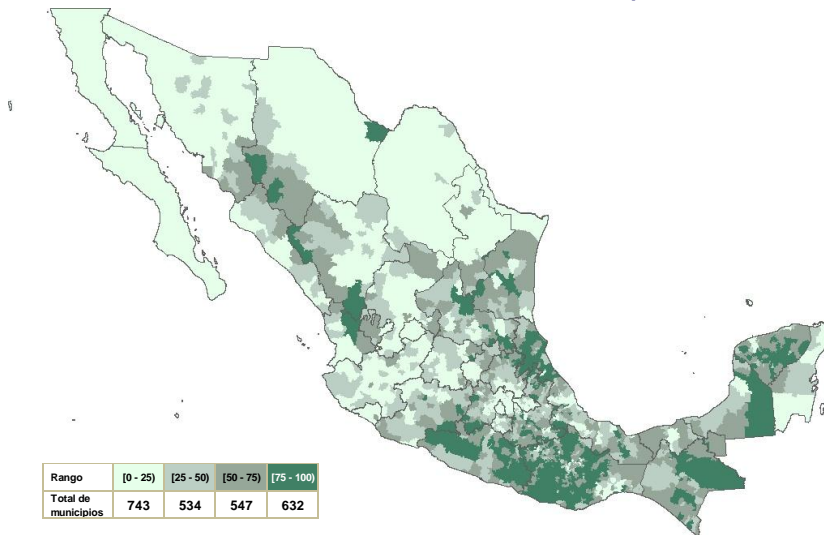 Rango [0 - 25) [25 - 50) [50 - 75) [75 - 100)
Total de municipios 743 534 547 632